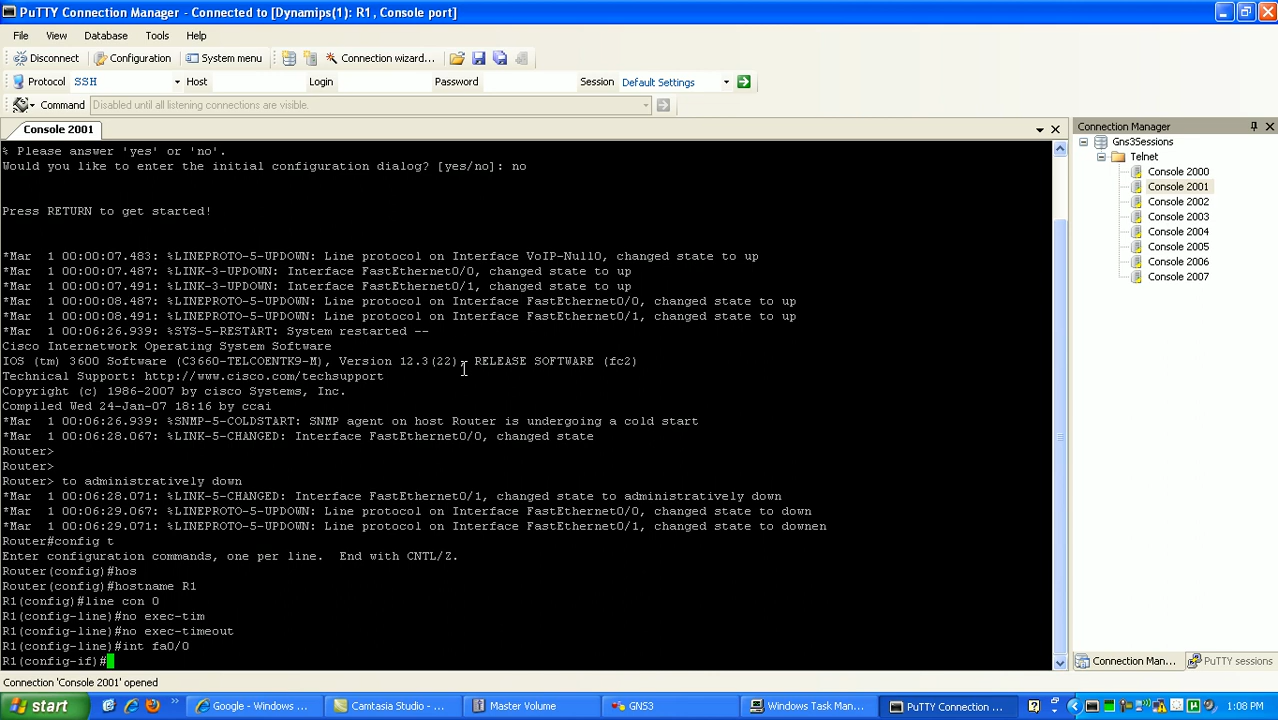 PuTTY Connection Manager - Connected to [Dynamips(1): R1, Console port]
File View Database Tools Help
Disconnect Configuration System menu Connection wizard...
Protocol SSH Host Login Password Session Default Settings
Command Disabled until all listening connections are visible.
Console 2001
% Please answer 'yes' or 'no'.
Would you like to enter the initial configuration dialog? [yes/no]: no
Press RETURN to get started!
*Mar  1 00:00:07.483: %LINEPROTO-5-UPDOWN: Line protocol on Interface VoIP-Null0, changed state to up
*Mar  1 00:00:07.491: %LINK-3-UPDOWN: Interface FastEthernet0/0, changed state to up
*Mar  1 00:00:07.491: %LINK-3-UPDOWN: Interface FastEthernet0/1, changed state to up
*Mar  1 00:00:08.487: %LINEPROTO-5-UPDOWN: Line protocol on Interface FastEthernet0/0, changed state to up
*Mar  1 00:00:08.491: %LINEPROTO-5-UPDOWN: Line protocol on Interface FastEthernet0/1, changed state to up
*Mar  1 00:06:26.939: %SYS-5-RESTART: System restarted --
Cisco Internetwork Operating System Software
IOS (tm) 3600 Software (C3660-TELCOENTK9-M), Version 12.3(22), RELEASE SOFTWARE (fc2)
Technical Support: http://www.cisco.com/techsupport
Copyright (c) 1986-2007 by cisco Systems, Inc.
Compiled Wed 24-Jan-07 18:16 by ccai
*Mar  1 00:06:26.939: %SNMP-5-COLDSTART: SNMP agent on host Router is undergoing a cold start
*Mar  1 00:06:28.067: %LINK-5-CHANGED: Interface FastEthernet0/0, changed state
Router>
Router>
Router> to administratively down
*Mar  1 00:06:28.071: %LINK-5-CHANGED: Interface FastEthernet0/1, changed state to administratively down
*Mar  1 00:06:29.067: %LINEPROTO-5-UPDOWN: Line protocol on Interface FastEthernet0/0, changed state to down
*Mar  1 00:06:29.071: %LINEPROTO-5-UPDOWN: Line protocol on Interface FastEthernet0/1, changed state to downen
Router#config t
Enter configuration commands, one per line.  End with CNTL/Z.
Router(config)#hos
Router(config)#hostname R1
R1(config)#line con 0
R1(config-line)#no exec-tim
R1(config-line)#no exec-timeout
R1(config-line)#int fa0/0
R1(config-if)#
Connection Manager
Gns3Sessions
Telnet
Console 2000
Console 2001
Console 2002
Console 2003
Console 2004
Console 2005
Console 2006
Console 2007
Connection Man... PuTTY sessions
Connection 'Console 2001' opened
start Google - Windows ... Camtasia Studio - ... Master Volume GNS3 Windows Task Man... PuTTY Connection ... 1:08 PM